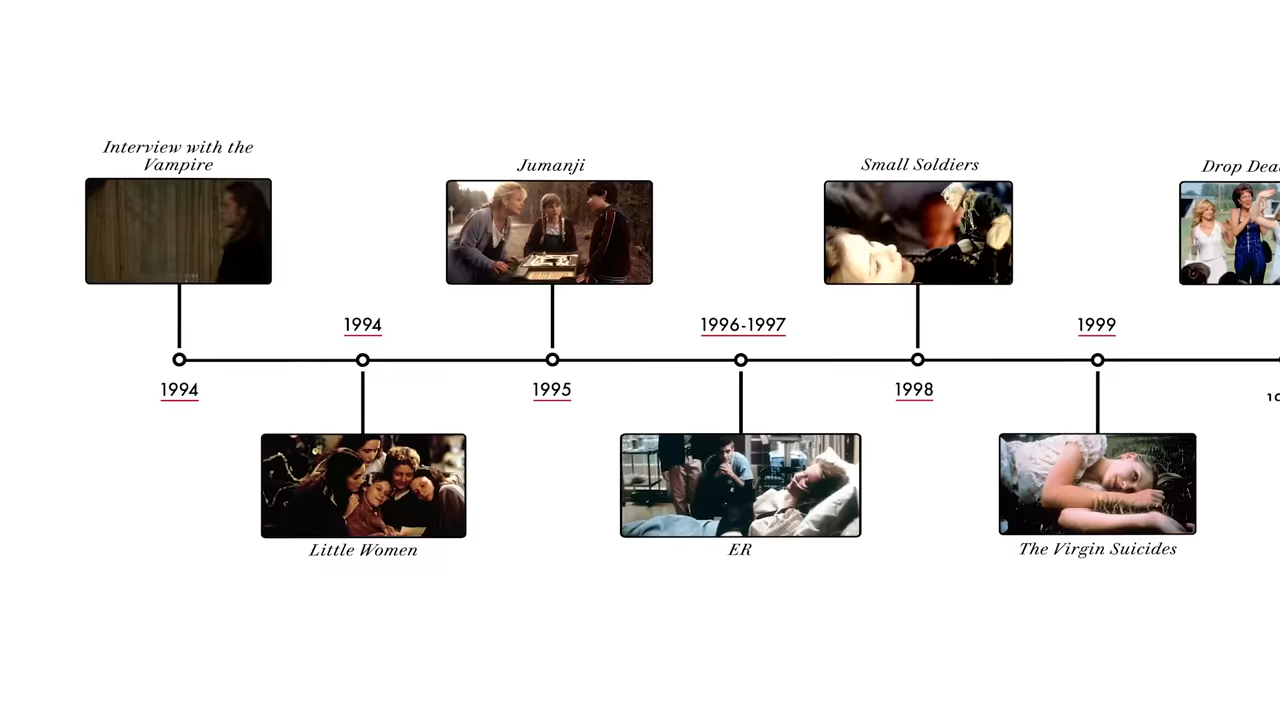 Interview with the
Vampire
Jumanji
Small Soldiers
Drop
1994
1996-1997
1999
1994
1995
1998
Little Women
ER
The Virgin Suicides